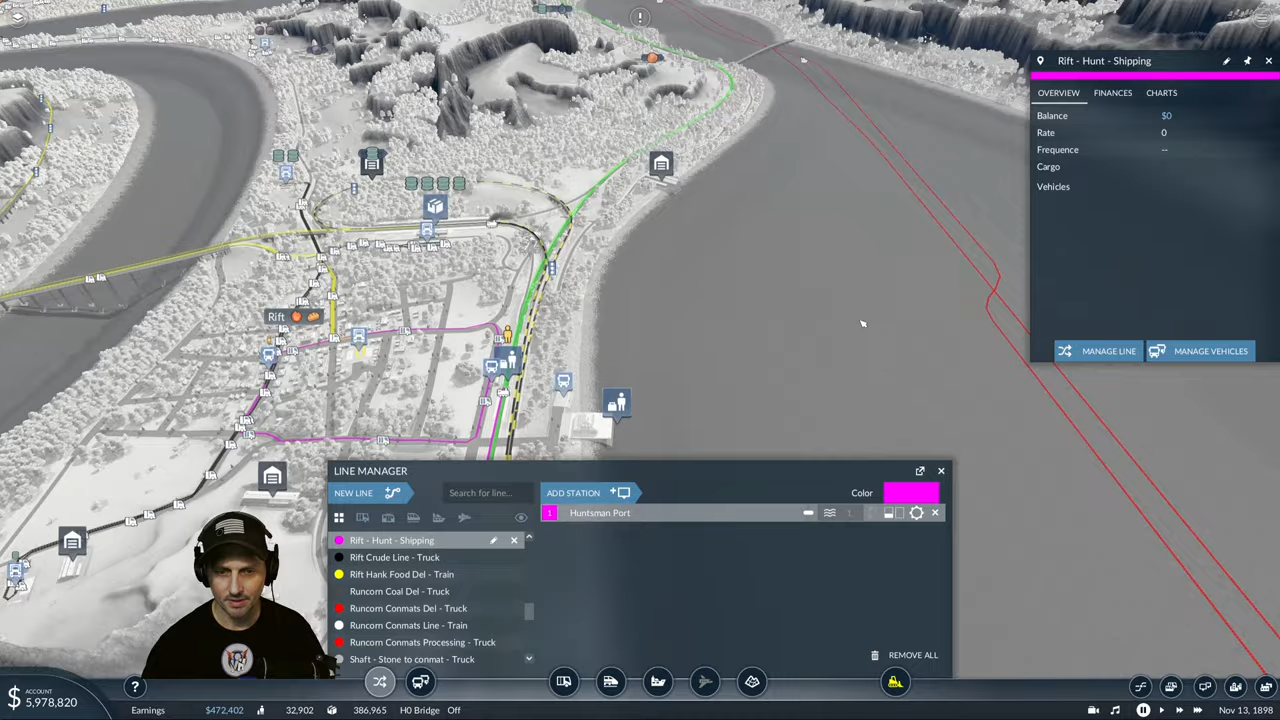 Rift - Hunt - Shipping
OVERVIEW FINANCES CHARTS
Balance $0
Rate 0
Frequency --
Cargo
Vehicles
MANAGE LINE MANAGE VEHICLES
Rift
LINE MANAGER
NEW LINE Search for line... ADD STATION Color
1 Huntsman Port 1
Rift - Hunt - Shipping
Rift Crude Line - Truck
Rift Hank Food Del - Train
Runcorn Coal Del - Truck
Runcorn Conmats Del - Truck
Runcorn Conmats Line - Train
Runcorn Conmats Processing - Truck
Shaft - Stone to conmat - Truck
REMOVE ALL
$ ACCOUNT
5,978,820
?
Earnings $472,402 32,902 386,965 H0 Bridge Off
Nov 13, 1898